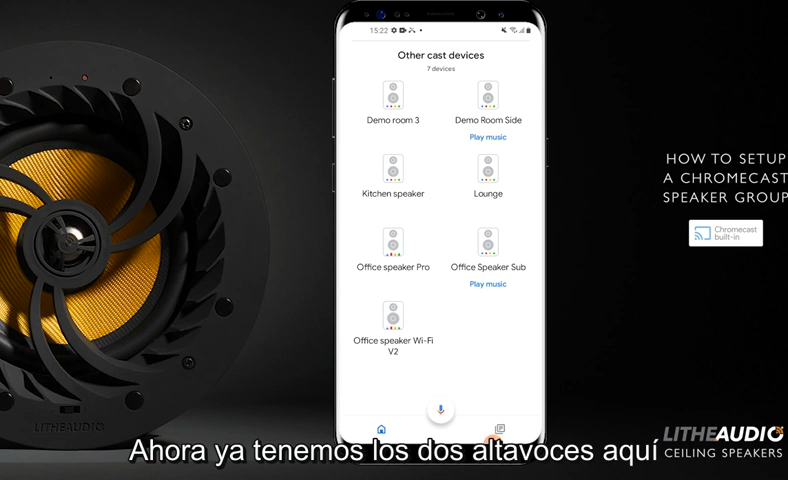 15:22
Other cast devices
7 devices
Demo room 3
Demo Room Side
Play music
Kitchen speaker
Lounge
Office speaker Pro
Office Speaker Sub
Play music
Office speaker Wi-Fi
V2
HOW TO SETUP
A CHROMECAST
SPEAKER GROUP
Chromecast
built-in
LITHEAUDIO
LITHEAUDIO
CEILING SPEAKERS
Ahora ya tenemos los dos altavoces aquí